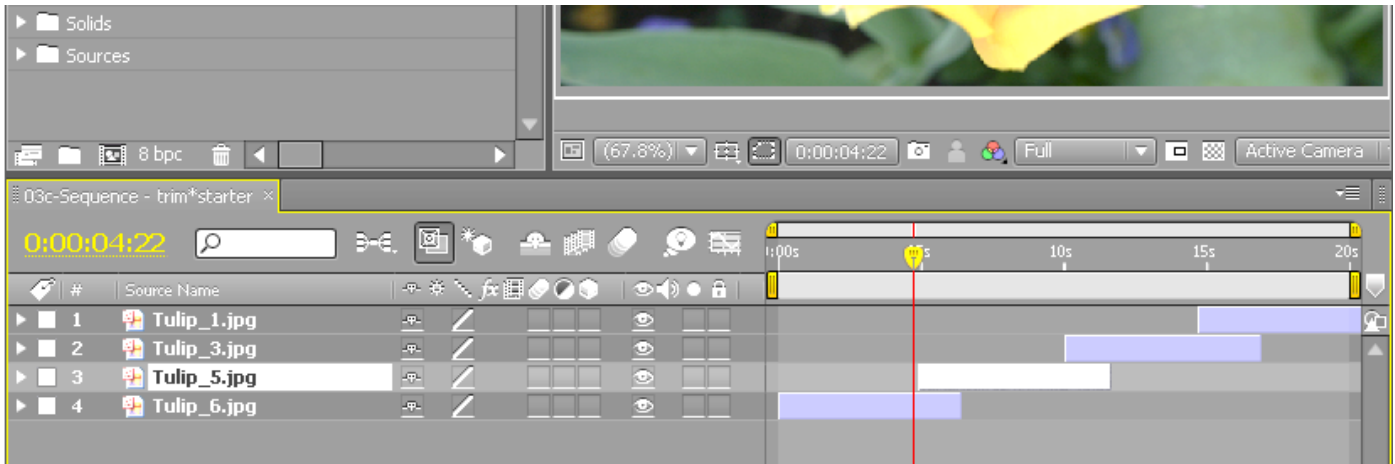 Solids
Sources
8 bpc
(67.8%) 0:00:04:22 Full Active Camera
03c-Sequence - trim*starter ×
0:00:04:22
:00s 5s 10s 15s 20s
# Source Name fx
1 Tulip_1.jpg
2 Tulip_3.jpg
3 Tulip_5.jpg
4 Tulip_6.jpg